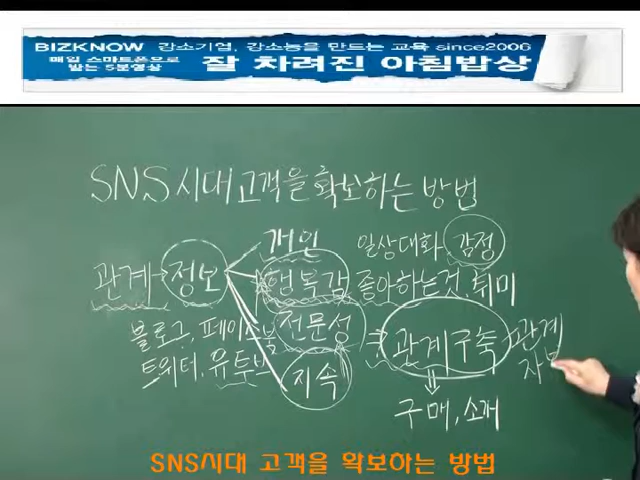 BIZKNOW 강소기업, 강소농을 만드는 교육 since2006
매일 스마트폰으로
받는 5분영상
잘 차려진 아침밥상
SNS시대 고객을 확보하는 방법
개인 일상대화 감정
관계 정보 행복감 좋아하는것, 취미
블로그, 페이스북 전문성 관계구축 관계
트위터, 유투브 지속 자
구매, 소개
SNS시대 고객을 확보하는 방법